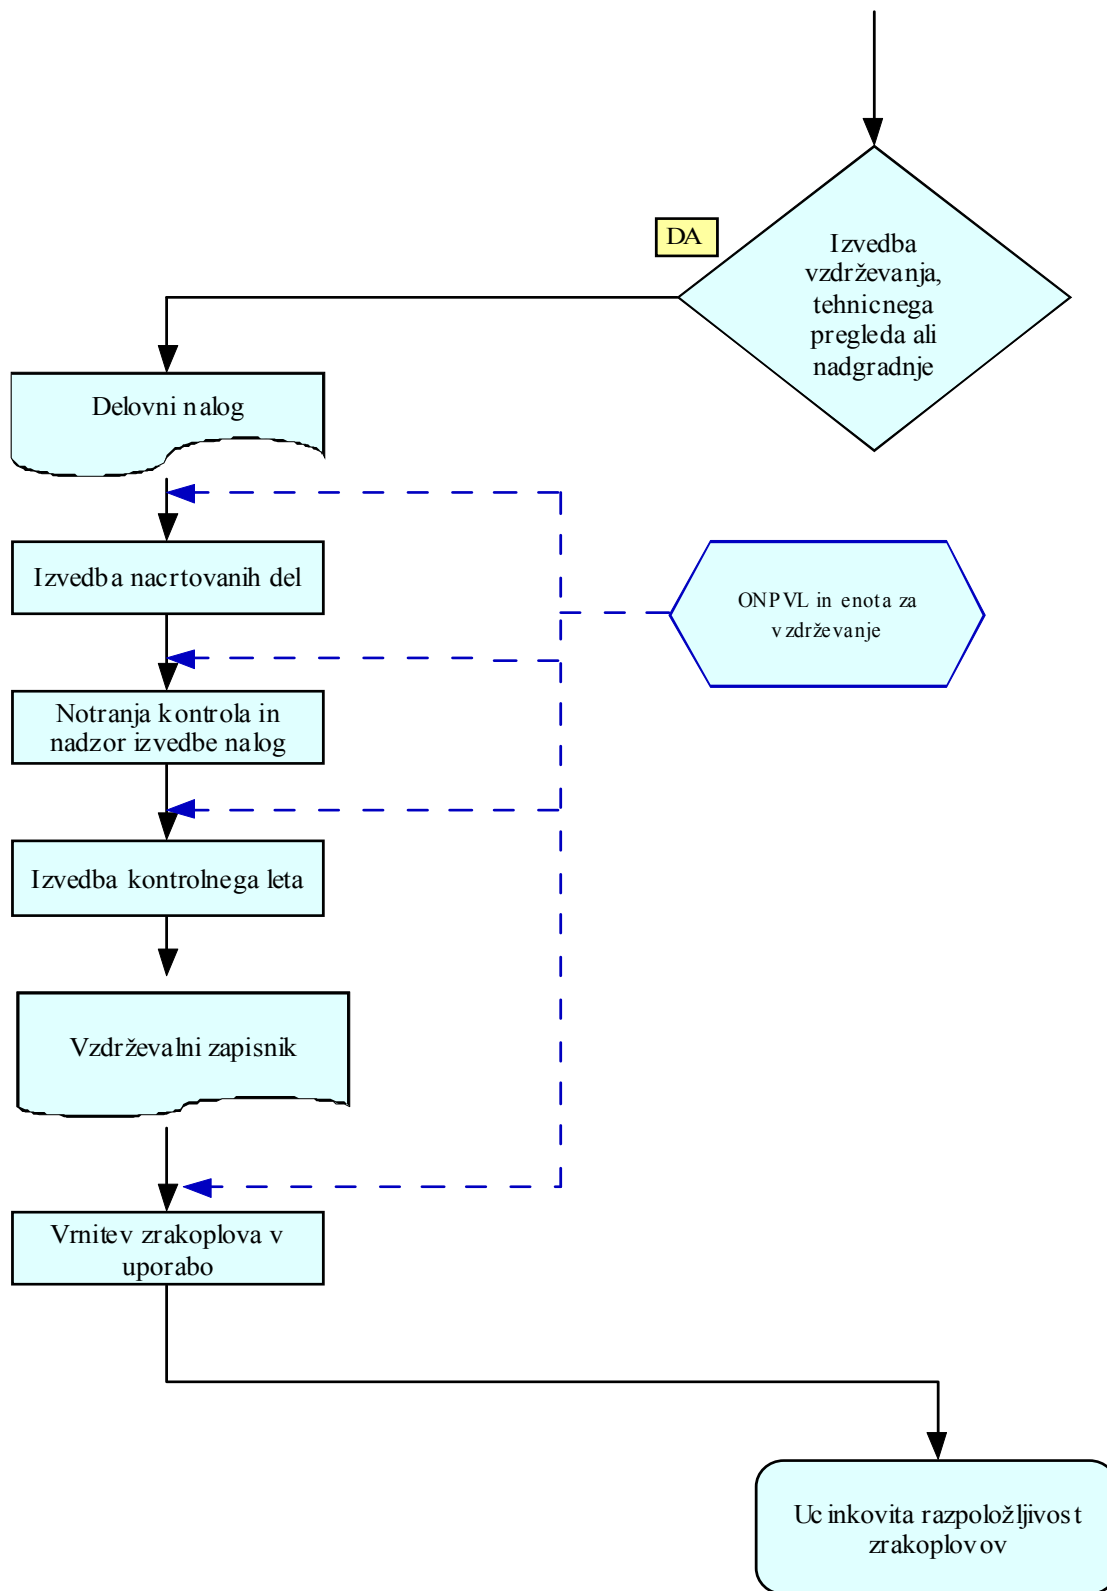 DA
Izvedba
vzdrževanja,
tehnicnega
pregleda ali
nadgradnje
Delovni nalog
Izvedba nacrtovanih del
ONPVL in enota za
vzdrževanje
Notranja kontrola in
nadzor izvedbe nalog
Izvedba kontrolnega leta
Vzdrževalni zapisnik
Vrnitev zrakoplova v
uporabo
Ucinkovita razpoložljivost
zrakoplovov